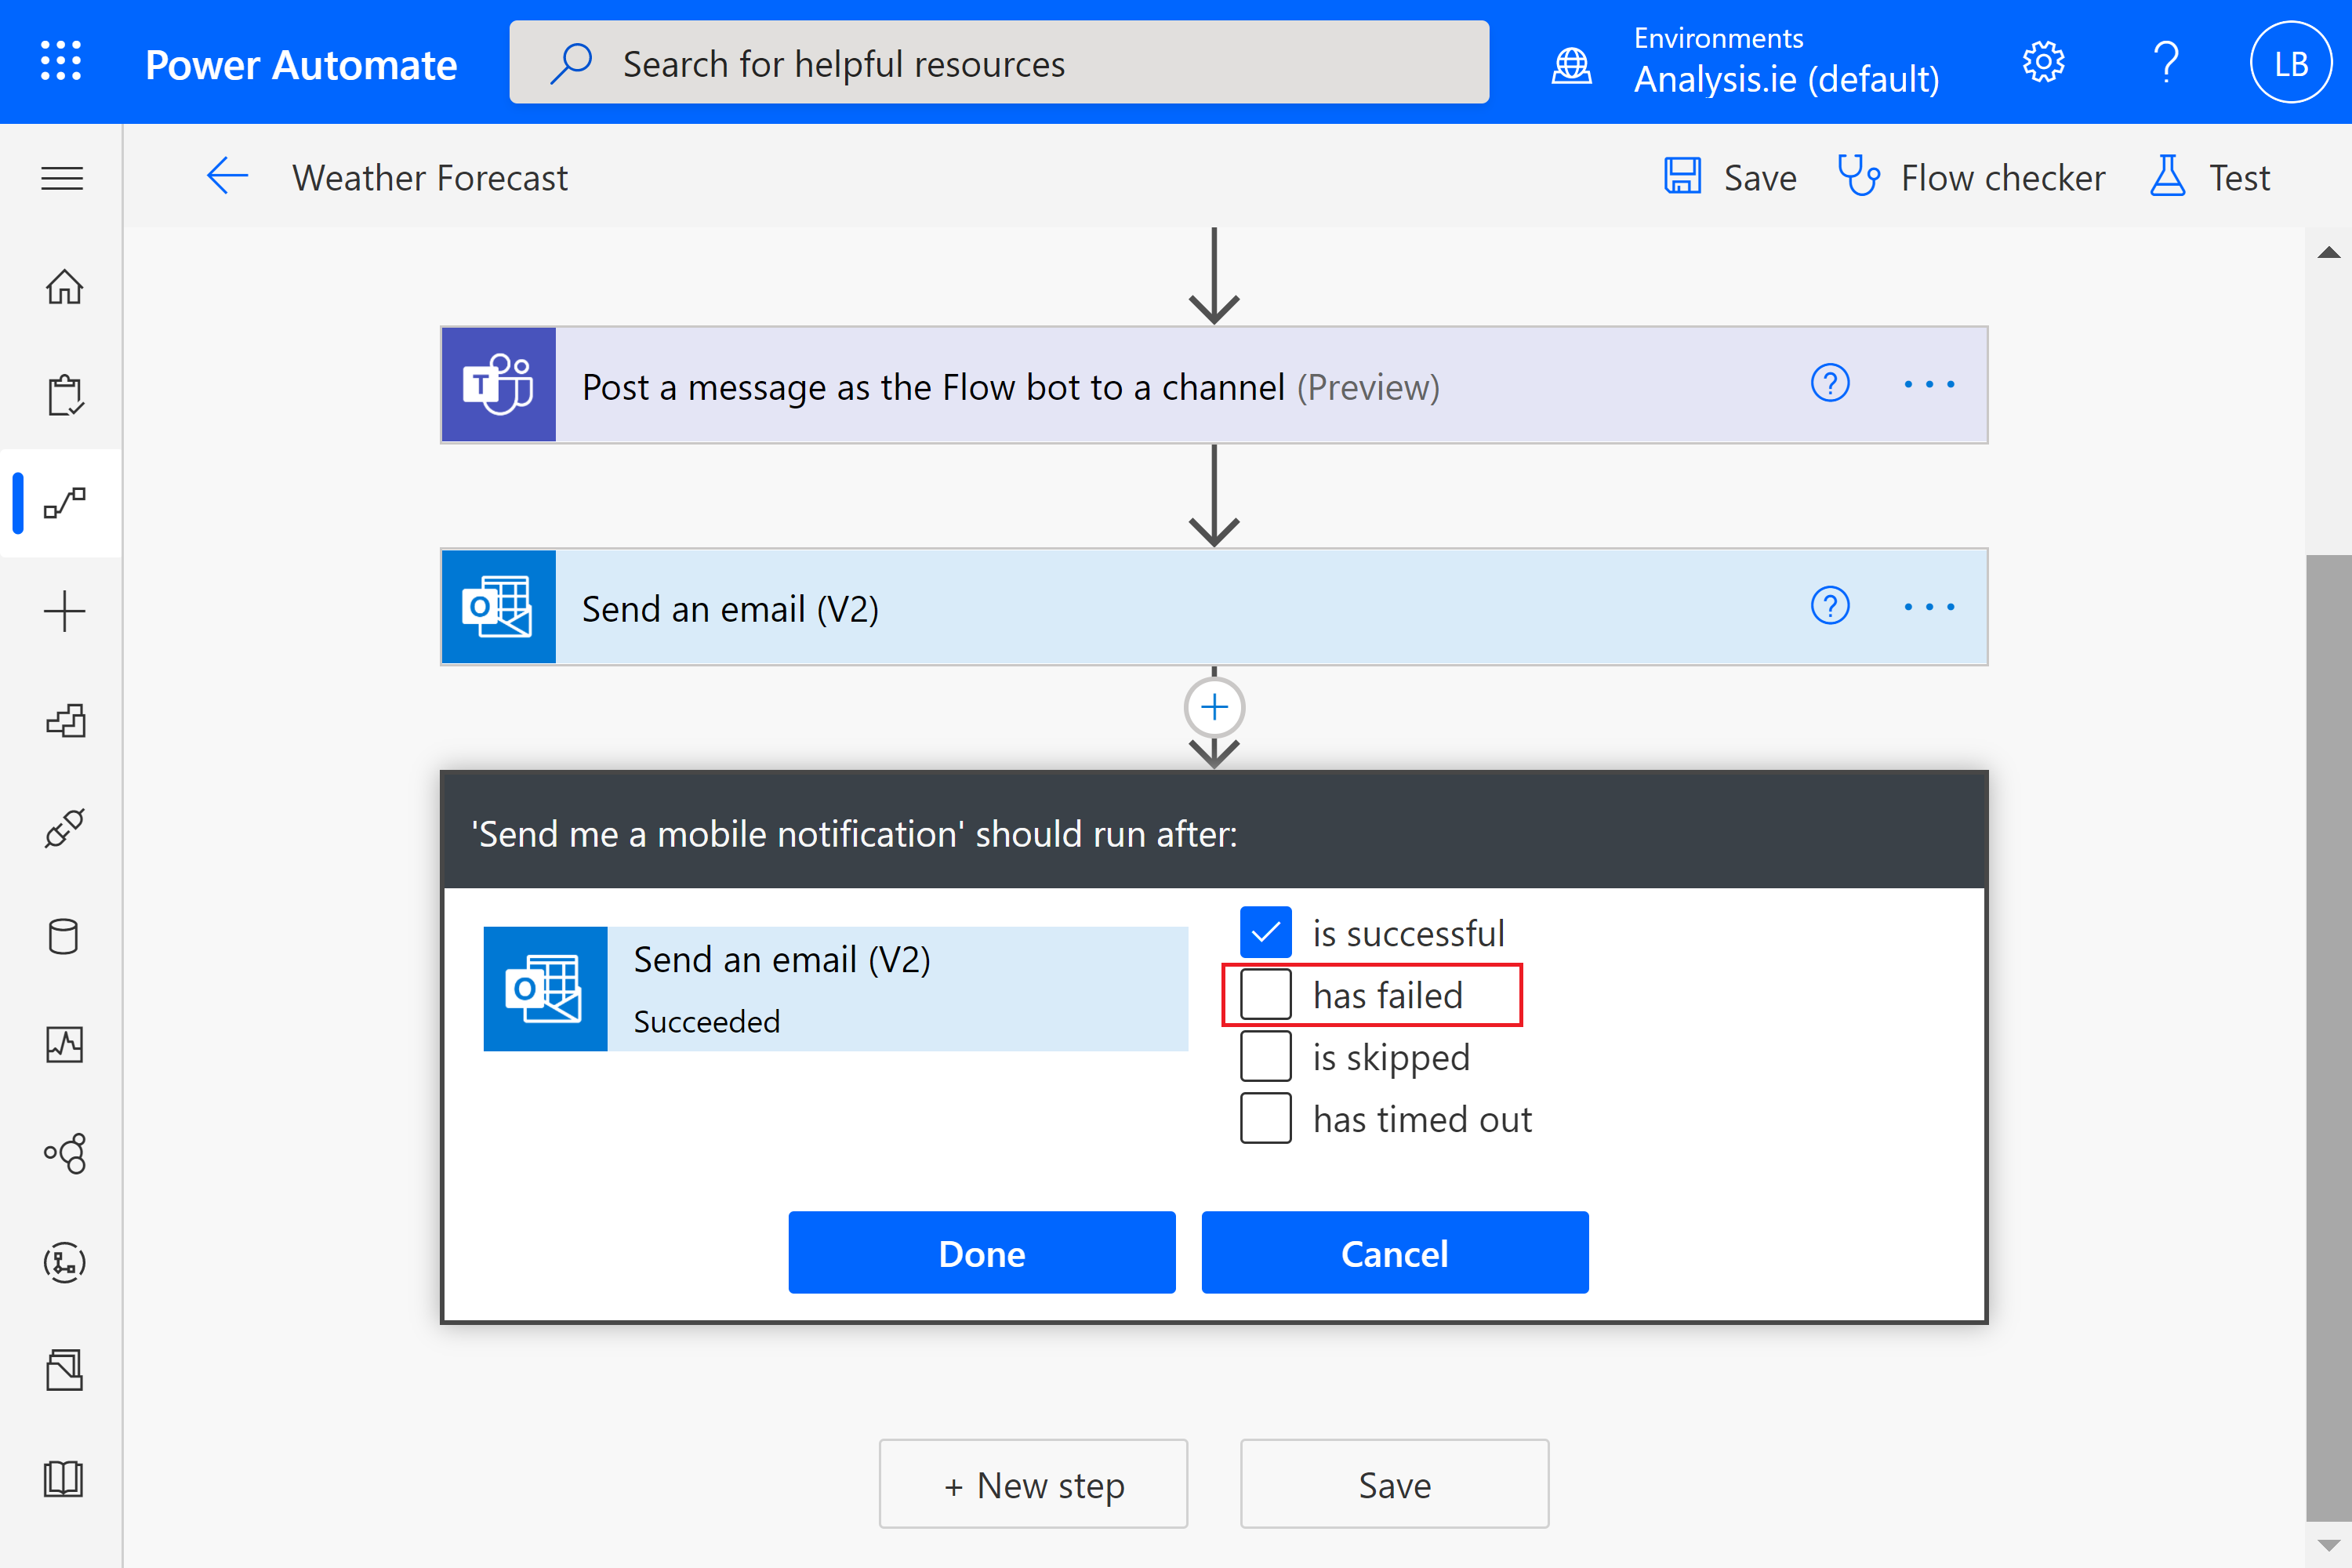 Power Automate
Search for helpful resources
Environments
Analysis.ie (default)
LB
Weather Forecast
Save
Flow checker
Test
T
Post a message as the Flow bot to a channel (Preview)
?
O
Send an email (V2)
?
'Send me a mobile notification' should run after:
O
Send an email (V2)
Succeeded
is successful
has failed
is skipped
has timed out
Done
Cancel
+ New step
Save